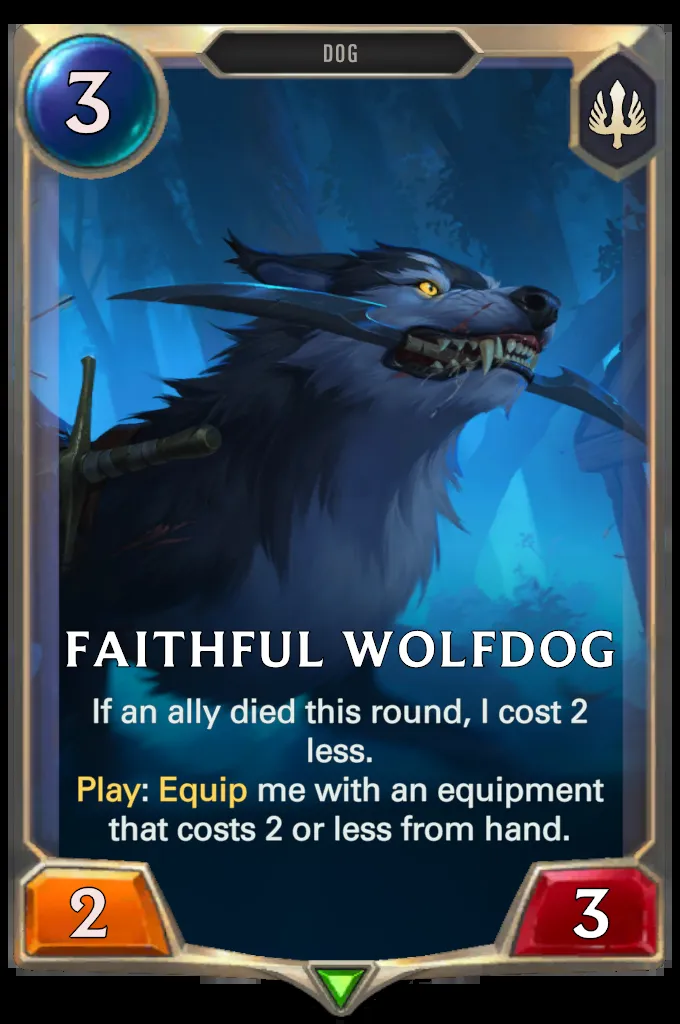 3
DOG
FAITHFUL WOLFDOG
If an ally died this round, I cost 2
less.
Play: Equip me with an equipment
that costs 2 or less from hand.
2
3